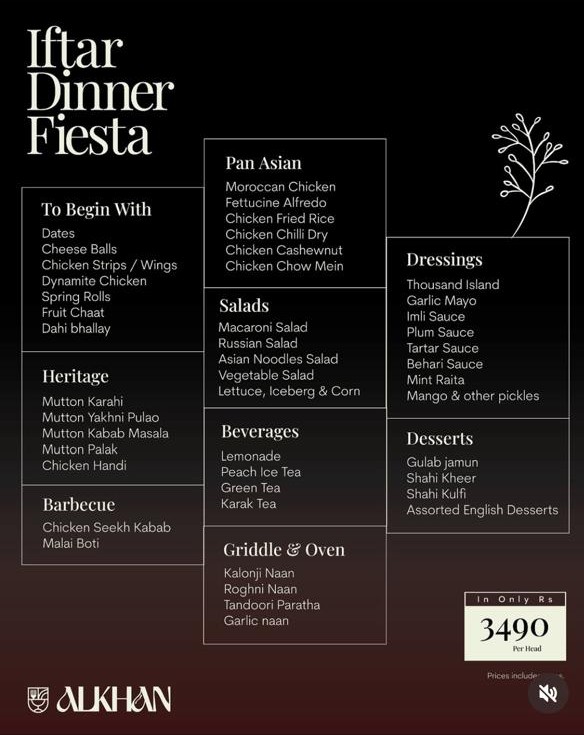 Iftar
Dinner
Fiesta
To Begin With
Dates
Cheese Balls
Chicken Strips / Wings
Dynamite Chicken
Spring Rolls
Fruit Chaat
Dahi bhallay
Heritage
Mutton Karahi
Mutton Yakhni Pulao
Mutton Kabab Masala
Mutton Palak
Chicken Handi
Barbecue
Chicken Seekh Kabab
Malai Boti
Pan Asian
Moroccan Chicken
Fettucine Alfredo
Chicken Fried Rice
Chicken Chilli Dry
Chicken Cashewnut
Chicken Chow Mein
Salads
Macaroni Salad
Russian Salad
Asian Noodles Salad
Vegetable Salad
Lettuce, Iceberg & Corn
Beverages
Lemonade
Peach Ice Tea
Green Tea
Karak Tea
Griddle & Oven
Kalonji Naan
Roghni Naan
Tandoori Paratha
Garlic naan
Dressings
Thousand Island
Garlic Mayo
Imli Sauce
Plum Sauce
Tartar Sauce
Behari Sauce
Mint Raita
Mango & other pickles
Desserts
Gulab jamun
Shahi Kheer
Shahi Kulfi
Assorted English Desserts
In Only Rs
3490
Per Head
Prices include
ALKHAN